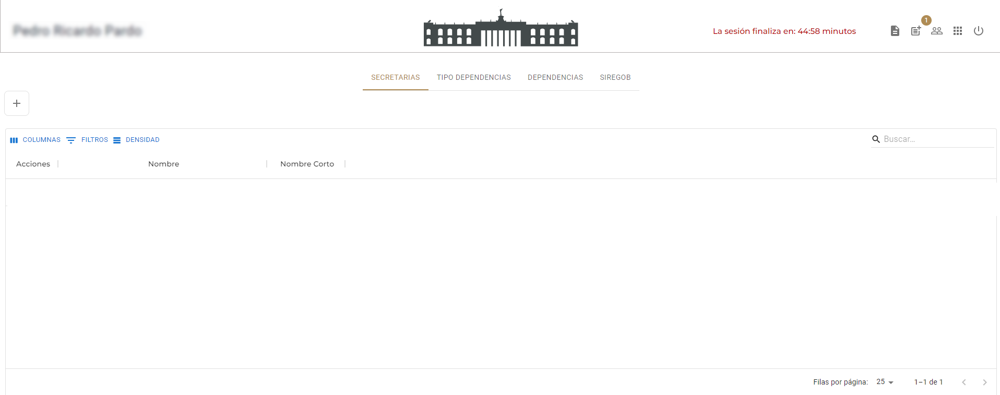 Pedro Ricardo Pardo
La sesión finaliza en: 44:58 minutos
1
SECRETARIAS
TIPO DEPENDENCIAS
DEPENDENCIAS
SIREGOB
COLUMNAS
FILTROS
DENSIDAD
Buscar...
Acciones
Nombre
Nombre Corto
Filas por página:
25
1–1 de 1